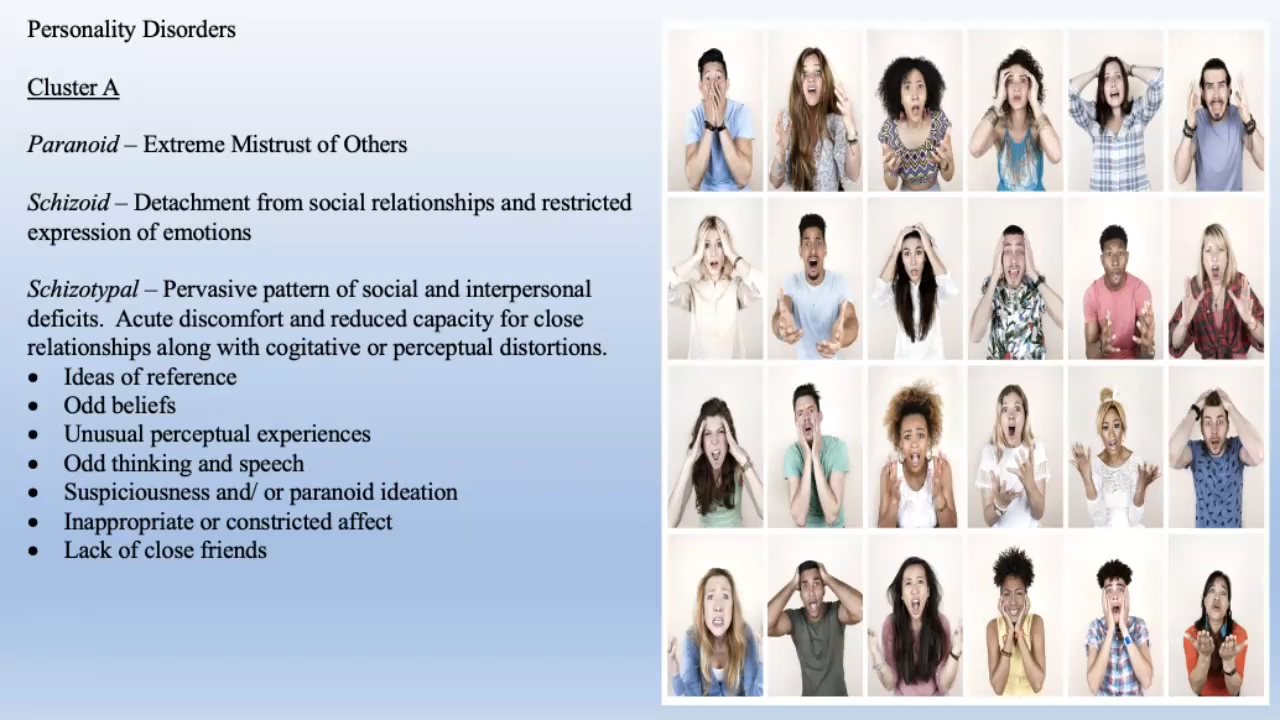 Personality Disorders
Cluster A
Paranoid – Extreme Mistrust of Others
Schizoid – Detachment from social relationships and restricted
expression of emotions
Schizotypal – Pervasive pattern of social and interpersonal
deficits.  Acute discomfort and reduced capacity for close
relationships along with cogitative or perceptual distortions.
• Ideas of reference
• Odd beliefs
• Unusual perceptual experiences
• Odd thinking and speech
• Suspiciousness and/ or paranoid ideation
• Inappropriate or constricted affect
• Lack of close friends